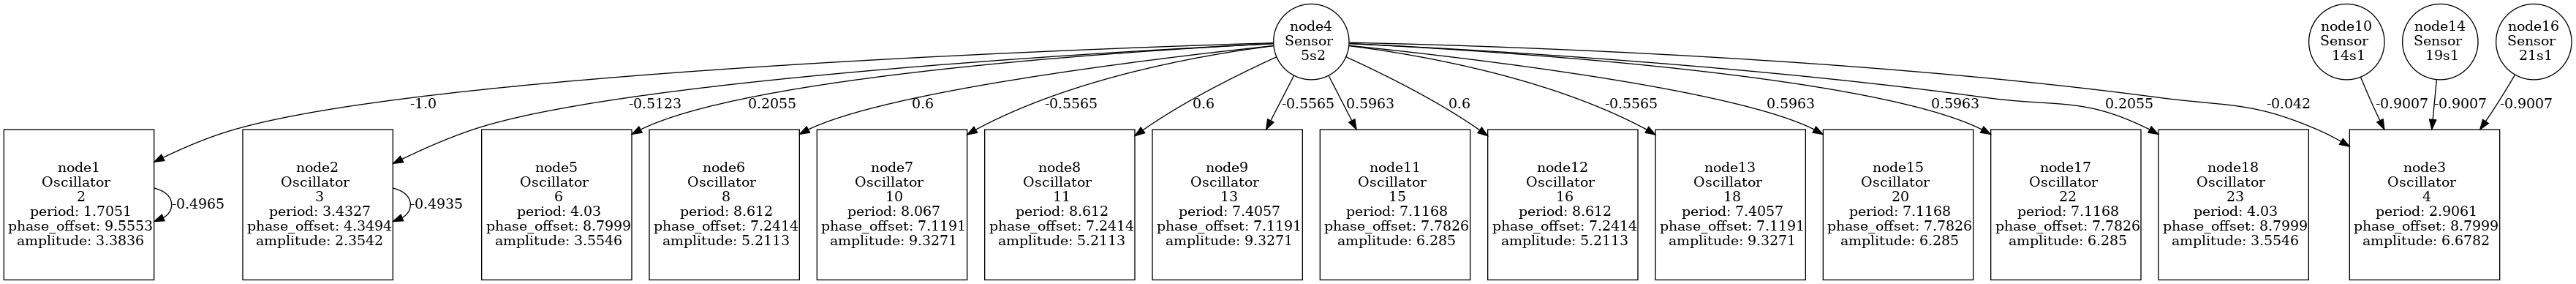 node4
Sensor
5s2
node10
Sensor
14s1
node14
Sensor
19s1
node16
Sensor
21s1
-1.0
-0.5123
0.2055
0.6
-0.5565
0.6
-0.5565
0.5963
0.6
-0.5565
0.5963
0.5963
0.2055
-0.042
-0.9007
-0.9007
-0.9007
node1
Oscillator
2
period: 1.7051
phase_offset: 9.5553
amplitude: 3.3836
-0.4965
node2
Oscillator
3
period: 3.4327
phase_offset: 4.3494
amplitude: 2.3542
-0.4935
node5
Oscillator
6
period: 4.03
phase_offset: 8.7999
amplitude: 3.5546
node6
Oscillator
8
period: 8.612
phase_offset: 7.2414
amplitude: 5.2113
node7
Oscillator
10
period: 8.067
phase_offset: 7.1191
amplitude: 9.3271
node8
Oscillator
11
period: 8.612
phase_offset: 7.2414
amplitude: 5.2113
node9
Oscillator
13
period: 7.4057
phase_offset: 7.1191
amplitude: 9.3271
node11
Oscillator
15
period: 7.1168
phase_offset: 7.7826
amplitude: 6.285
node12
Oscillator
16
period: 8.612
phase_offset: 7.2414
amplitude: 5.2113
node13
Oscillator
18
period: 7.4057
phase_offset: 7.1191
amplitude: 9.3271
node15
Oscillator
20
period: 7.1168
phase_offset: 7.7826
amplitude: 6.285
node17
Oscillator
22
period: 7.1168
phase_offset: 7.7826
amplitude: 6.285
node18
Oscillator
23
period: 4.03
phase_offset: 8.7999
amplitude: 3.5546
node3
Oscillator
4
period: 2.9061
phase_offset: 8.7999
amplitude: 6.6782